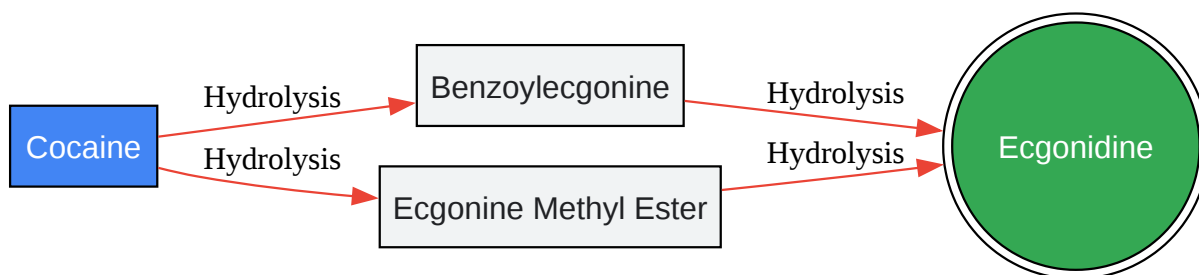 Cocaine
Hydrolysis
Hydrolysis
Benzoylecgonine
Ecgonine Methyl Ester
Hydrolysis
Hydrolysis
Ecgonidine